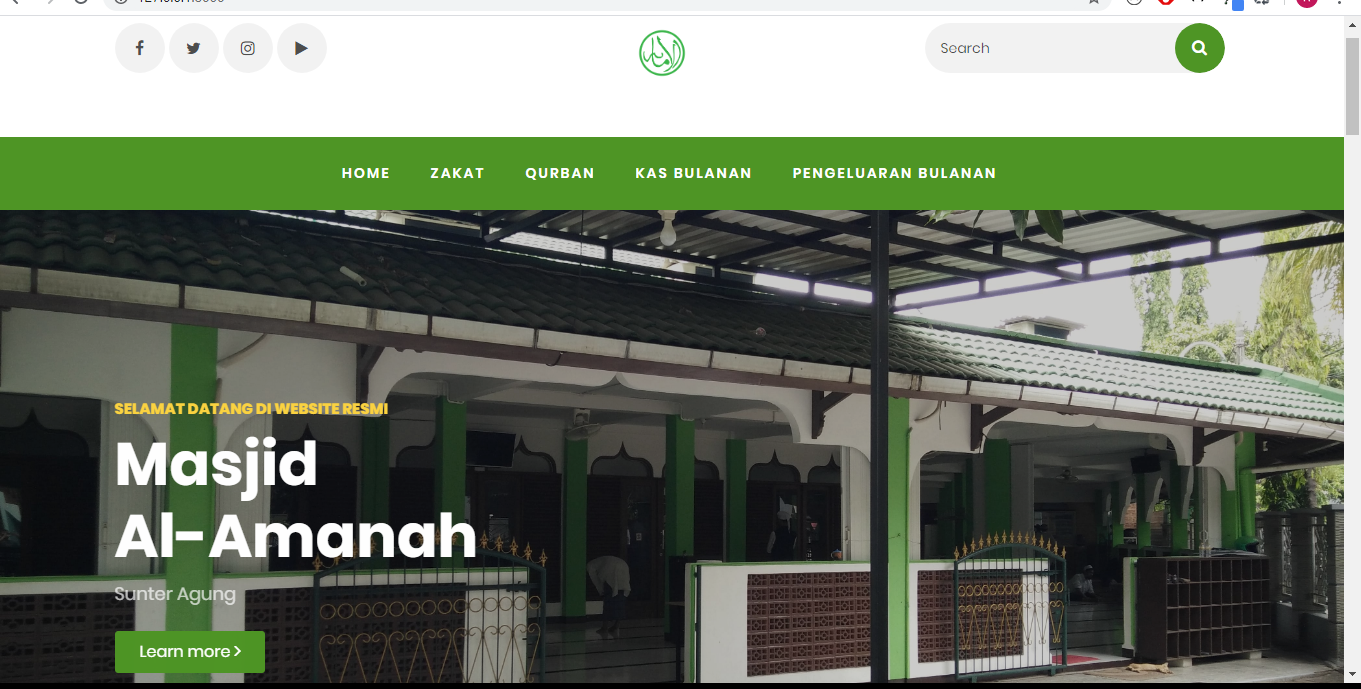 Search
HOME ZAKAT QURBAN KAS BULANAN PENGELUARAN BULANAN
SELAMAT DATANG DI WEBSITE RESMI
Masjid
Al-Amanah
Sunter Agung
Learn more >